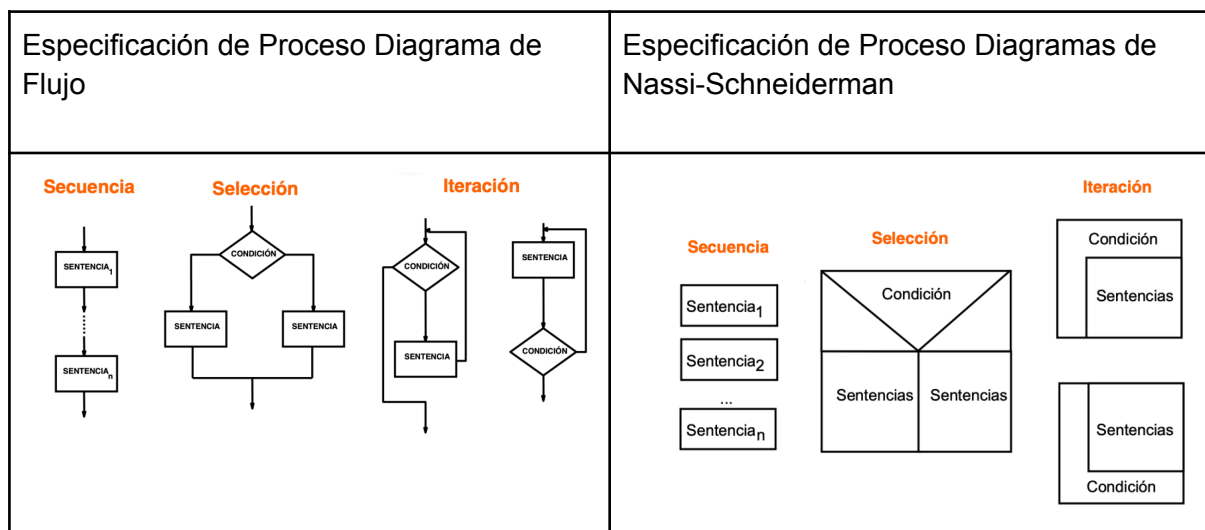 Especificación de Proceso Diagrama de
Flujo
Especificación de Proceso Diagramas de
Nassi-Schneiderman
Secuencia
SENTENCIA1
SENTENCIAn
Selección
CONDICIÓN
SENTENCIA
SENTENCIA
Iteración
CONDICIÓN
SENTENCIA
SENTENCIA
CONDICIÓN
Secuencia
Sentencia1
Sentencia2
...
Sentencian
Selección
Condición
Sentencias
Sentencias
Iteración
Condición
Sentencias
Sentencias
Condición